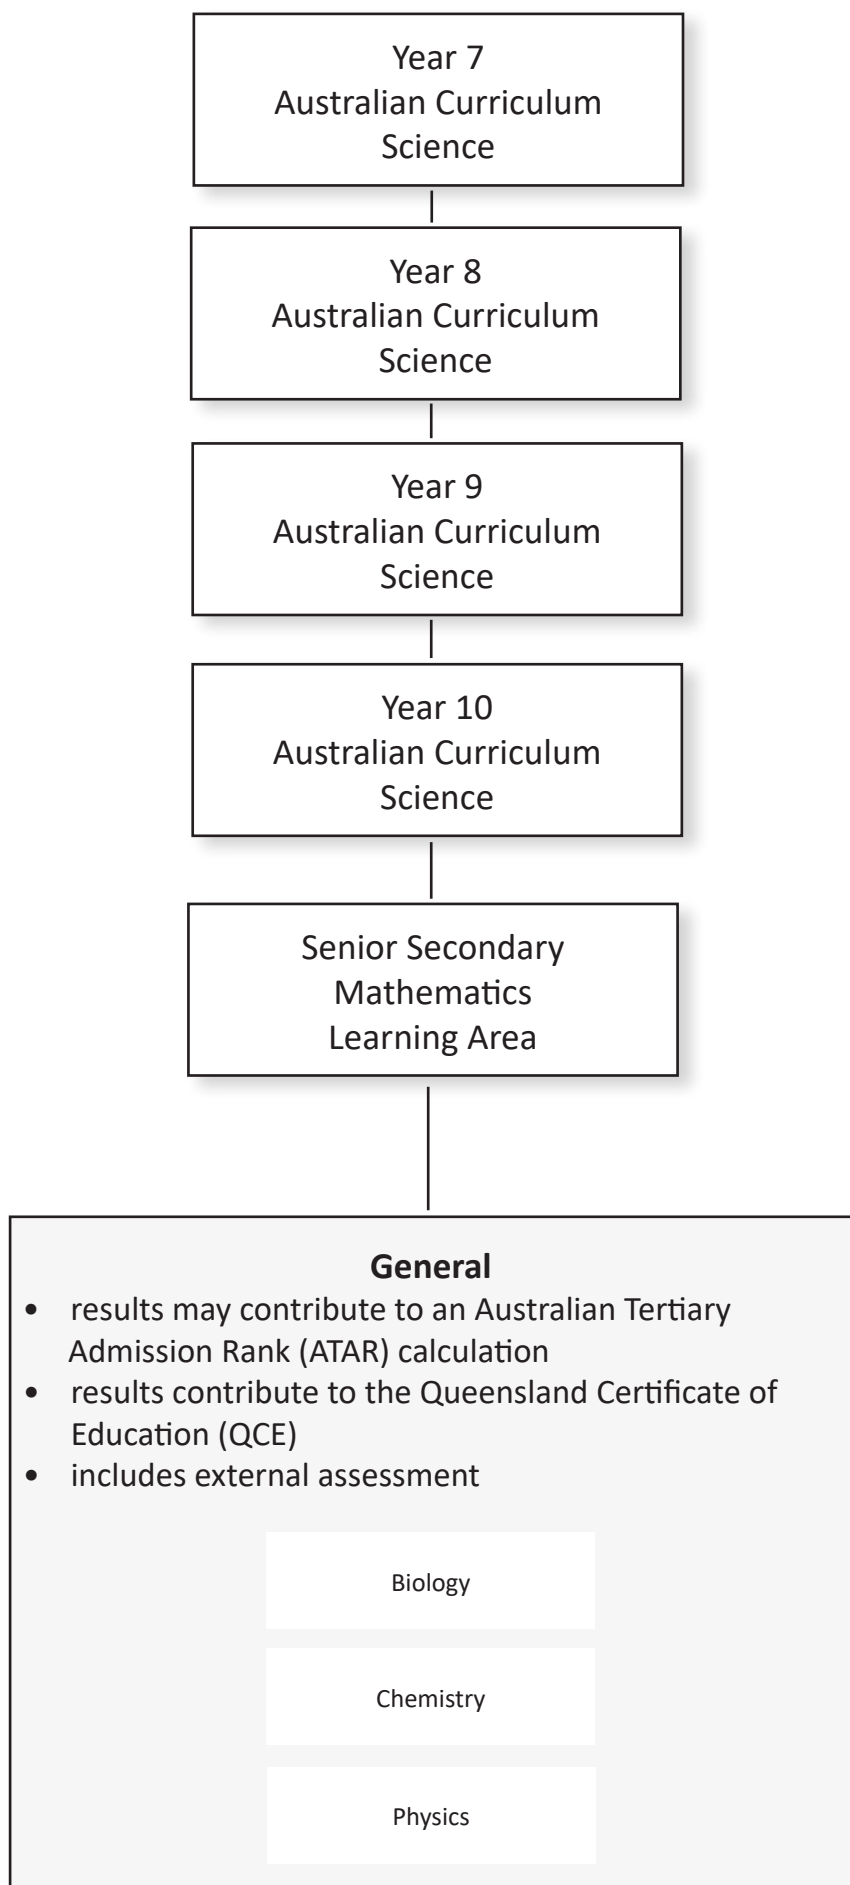 Year 7
Australian Curriculum
Science
Year 8
Australian Curriculum
Science
Year 9
Australian Curriculum
Science
Year 10
Australian Curriculum
Science
Senior Secondary
Mathematics
Learning Area
General
• results may contribute to an Australian Tertiary
Admission Rank (ATAR) calculation
• results contribute to the Queensland Certificate of
Education (QCE)
• includes external assessment
Biology
Chemistry
Physics